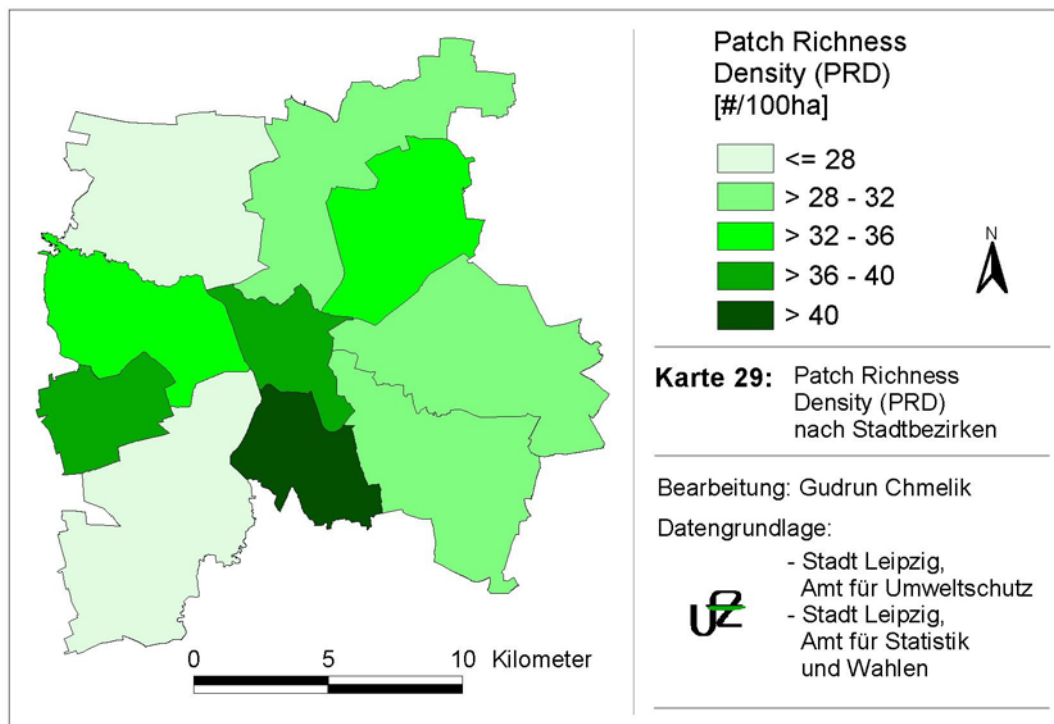 Patch Richness
Density (PRD)
[#/100ha]
<= 28
> 28 - 32
> 32 - 36
> 36 - 40
> 40
N
Karte 29: Patch Richness
Density (PRD)
nach Stadtbezirken
Bearbeitung: Gudrun Chmelik
Datengrundlage:
- Stadt Leipzig,
Amt für Umweltschutz
- Stadt Leipzig,
Amt für Statistik
und Wahlen
UFZ
0 5 10 Kilometer